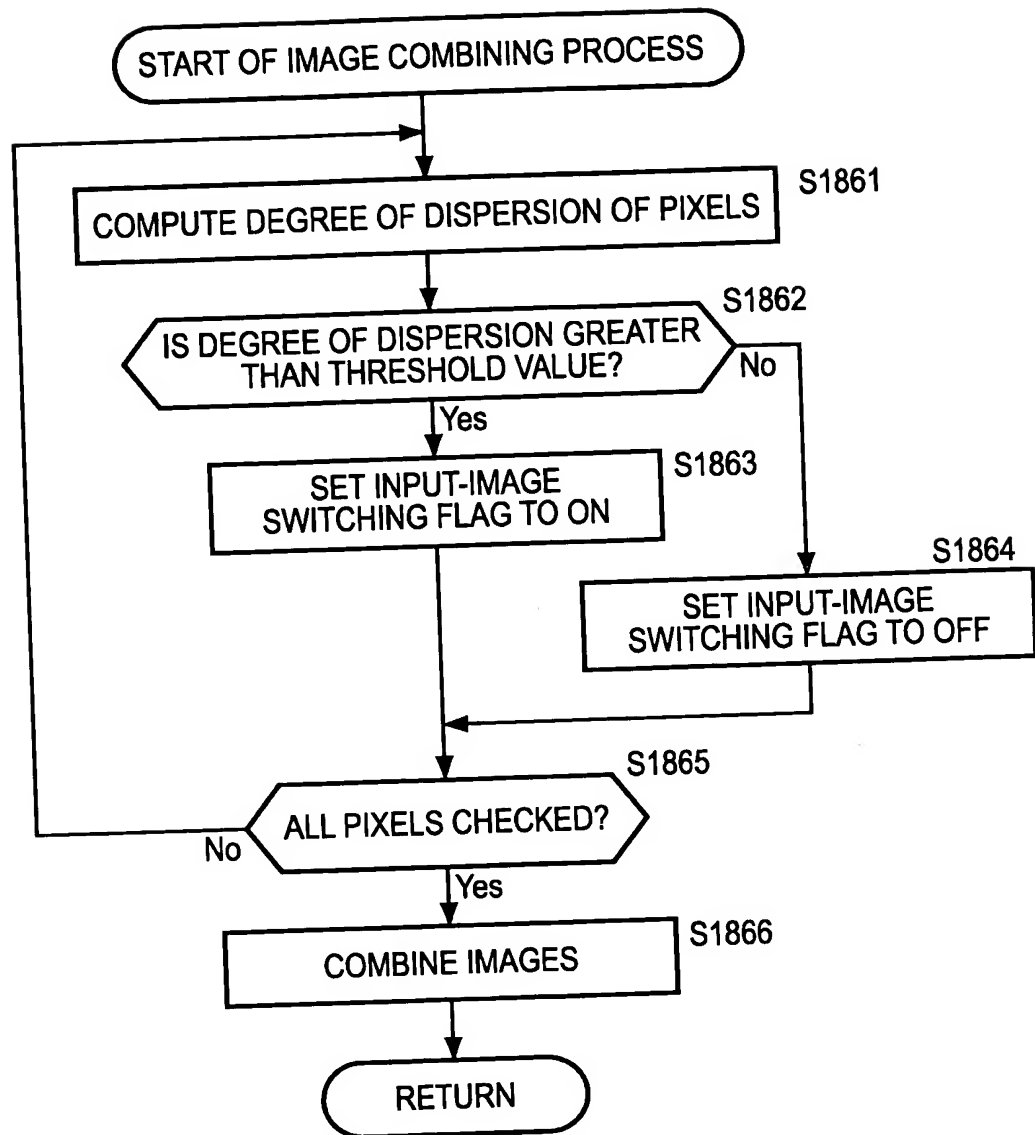 START OF IMAGE COMBINING PROCESS
S1861
COMPUTE DEGREE OF DISPERSION OF PIXELS
S1862
IS DEGREE OF DISPERSION GREATER
THAN THRESHOLD VALUE?
No
Yes
S1863
SET INPUT-IMAGE
SWITCHING FLAG TO ON
S1864
SET INPUT-IMAGE
SWITCHING FLAG TO OFF
S1865
ALL PIXELS CHECKED?
No
Yes
S1866
COMBINE IMAGES
RETURN